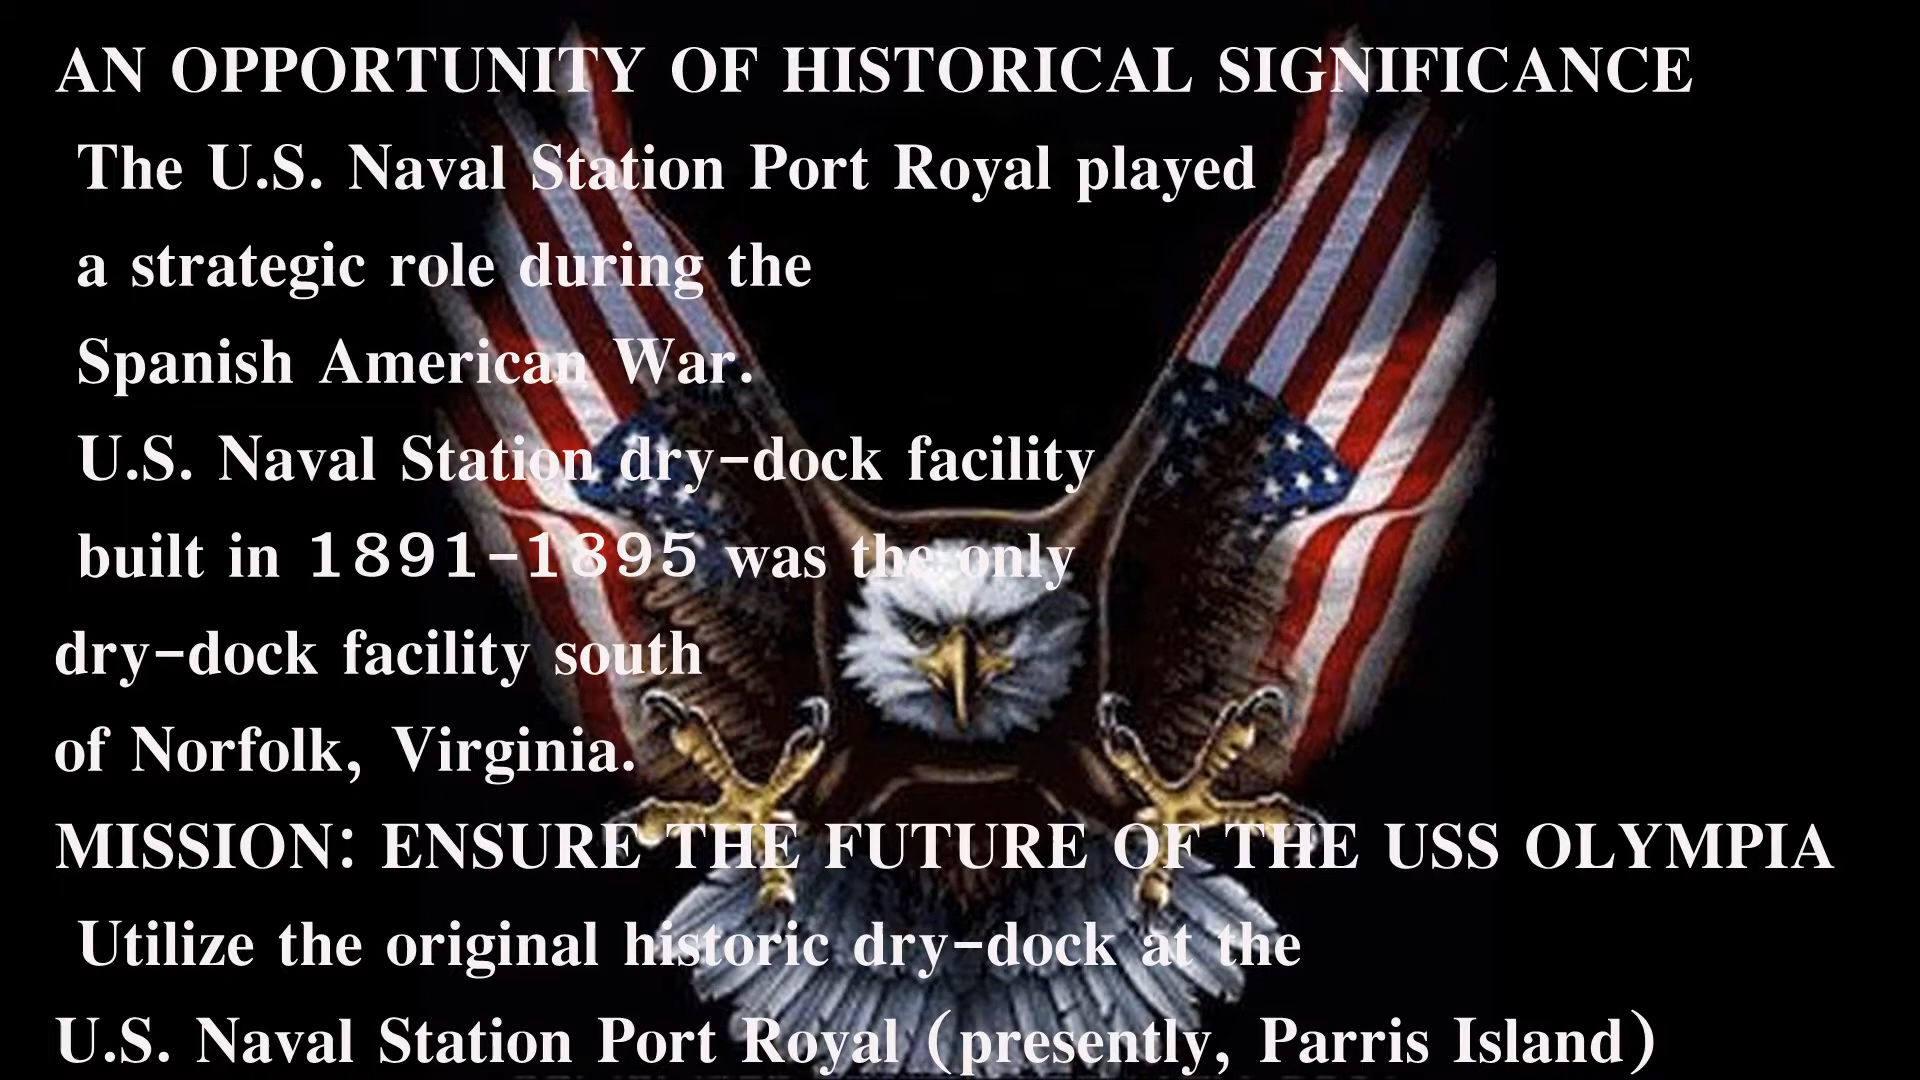 AN OPPORTUNITY OF HISTORICAL SIGNIFICANCE
The U.S. Naval Station Port Royal played
a strategic role during the
Spanish American War.
U.S. Naval Station dry-dock facility
built in 1891-1895 was the only
dry-dock facility south
of Norfolk, Virginia.
MISSION: ENSURE THE FUTURE OF THE USS OLYMPIA
Utilize the original historic dry-dock at the
U.S. Naval Station Port Royal (presently, Parris Island)